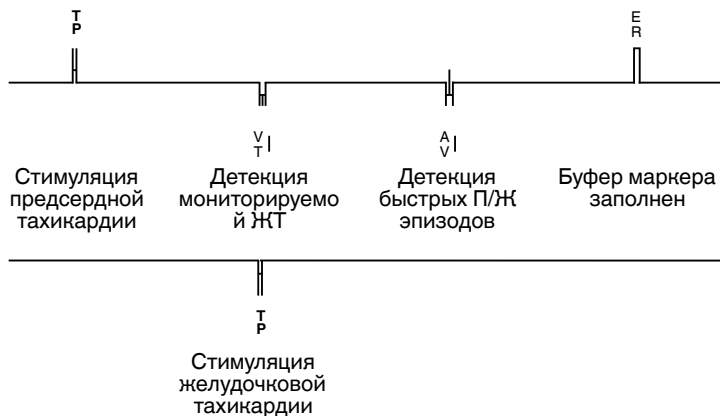 T
P
E
R
V
T
A
V
Стимуляция
предсердной
тахикардии
Детекция
мониторируемо
й ЖТ
Детекция
быстрых П/Ж
эпизодов
Буфер маркера
заполнен
T
P
Стимуляция
желудочковой
тахикардии